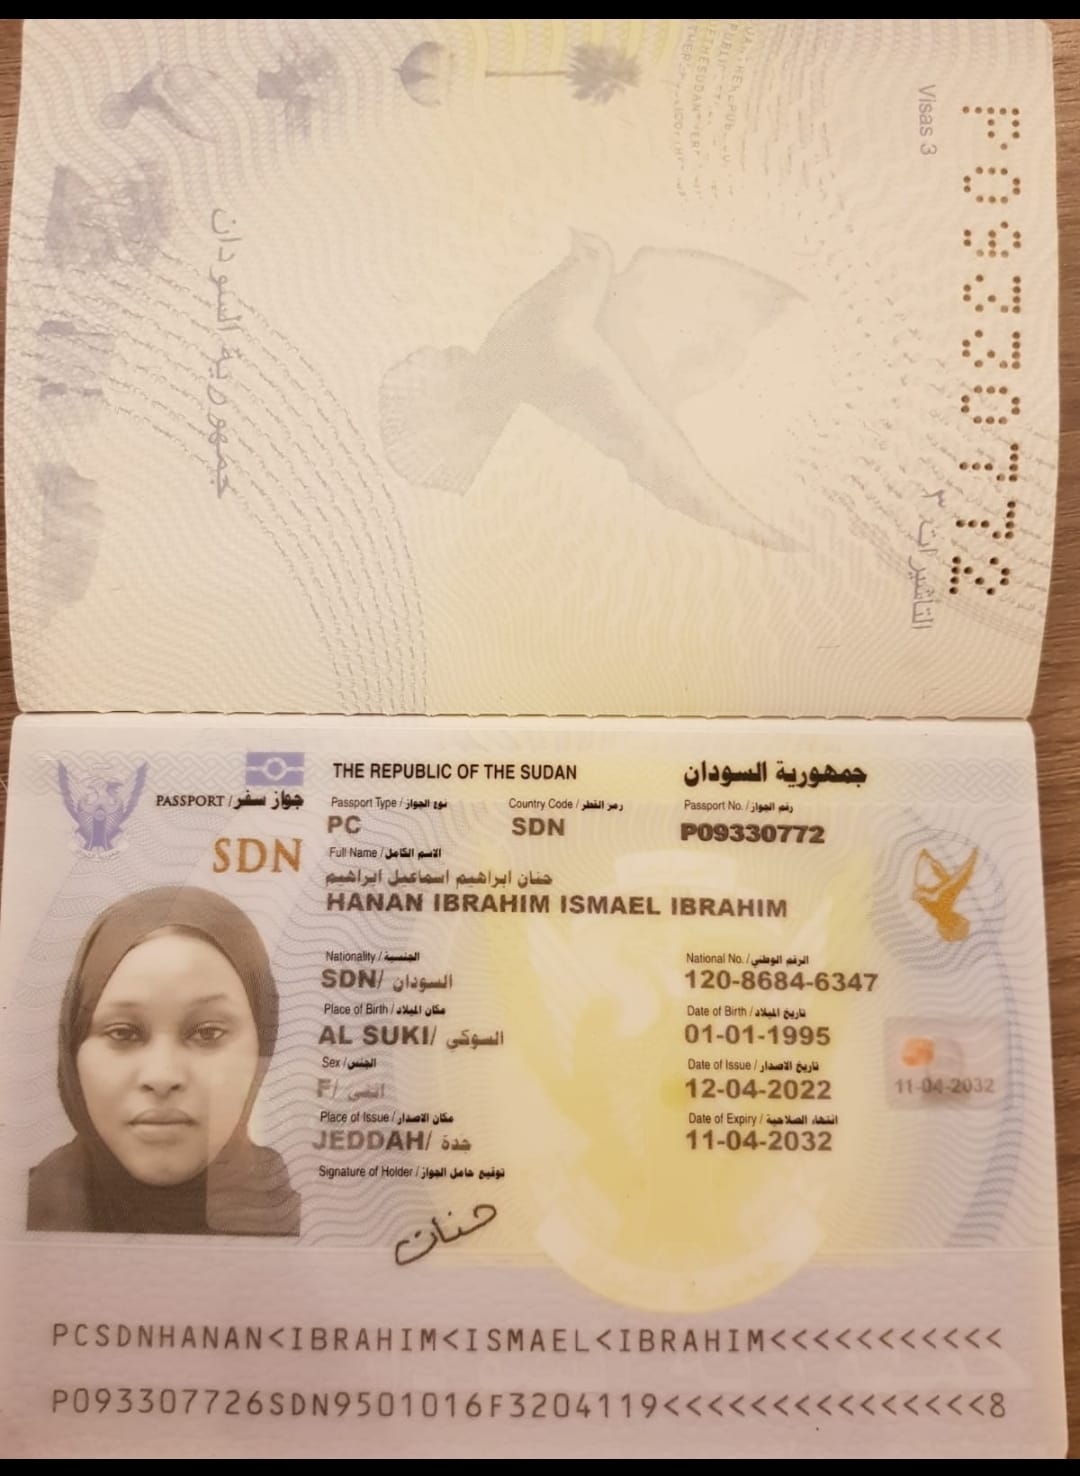 Visas 3
التأشيرات ٣
P09330772
جمهورية السودان
THE REPUBLIC OF THE SUDAN
جمهورية السودان
PASSPORT / جواز سفر
Passport Type / نوع الجواز
Country Code / رمز القطر
Passport No. / رقم الجواز
PC
SDN
P09330772
SDN
Full Name / الاسم الكامل
حنان ابراهيم اسماعيل ابراهيم
HANAN IBRAHIM ISMAEL IBRAHIM
Nationality / الجنسية
National No. / الرقم الوطني
SDN/ السودان
120-8684-6347
Place of Birth / مكان الميلاد
Date of Birth / تاريخ الميلاد
AL SUKI/ السوكي
01-01-1995
Sex / الجنس
Date of Issue / تاريخ الاصدار
F/ انثى
12-04-2022
11-04-2032
Place of Issue / مكان الاصدار
Date of Expiry / انتهاء الصلاحية
JEDDAH/ جدة
11-04-2032
Signature of Holder / توقيع حامل الجواز
حنان
PCSDNHANAN<IBRAHIM<ISMAEL<IBRAHIM<<<<<<<<<<<
P093307726SDN9501016F3204119<<<<<<<<<<<<<<<8